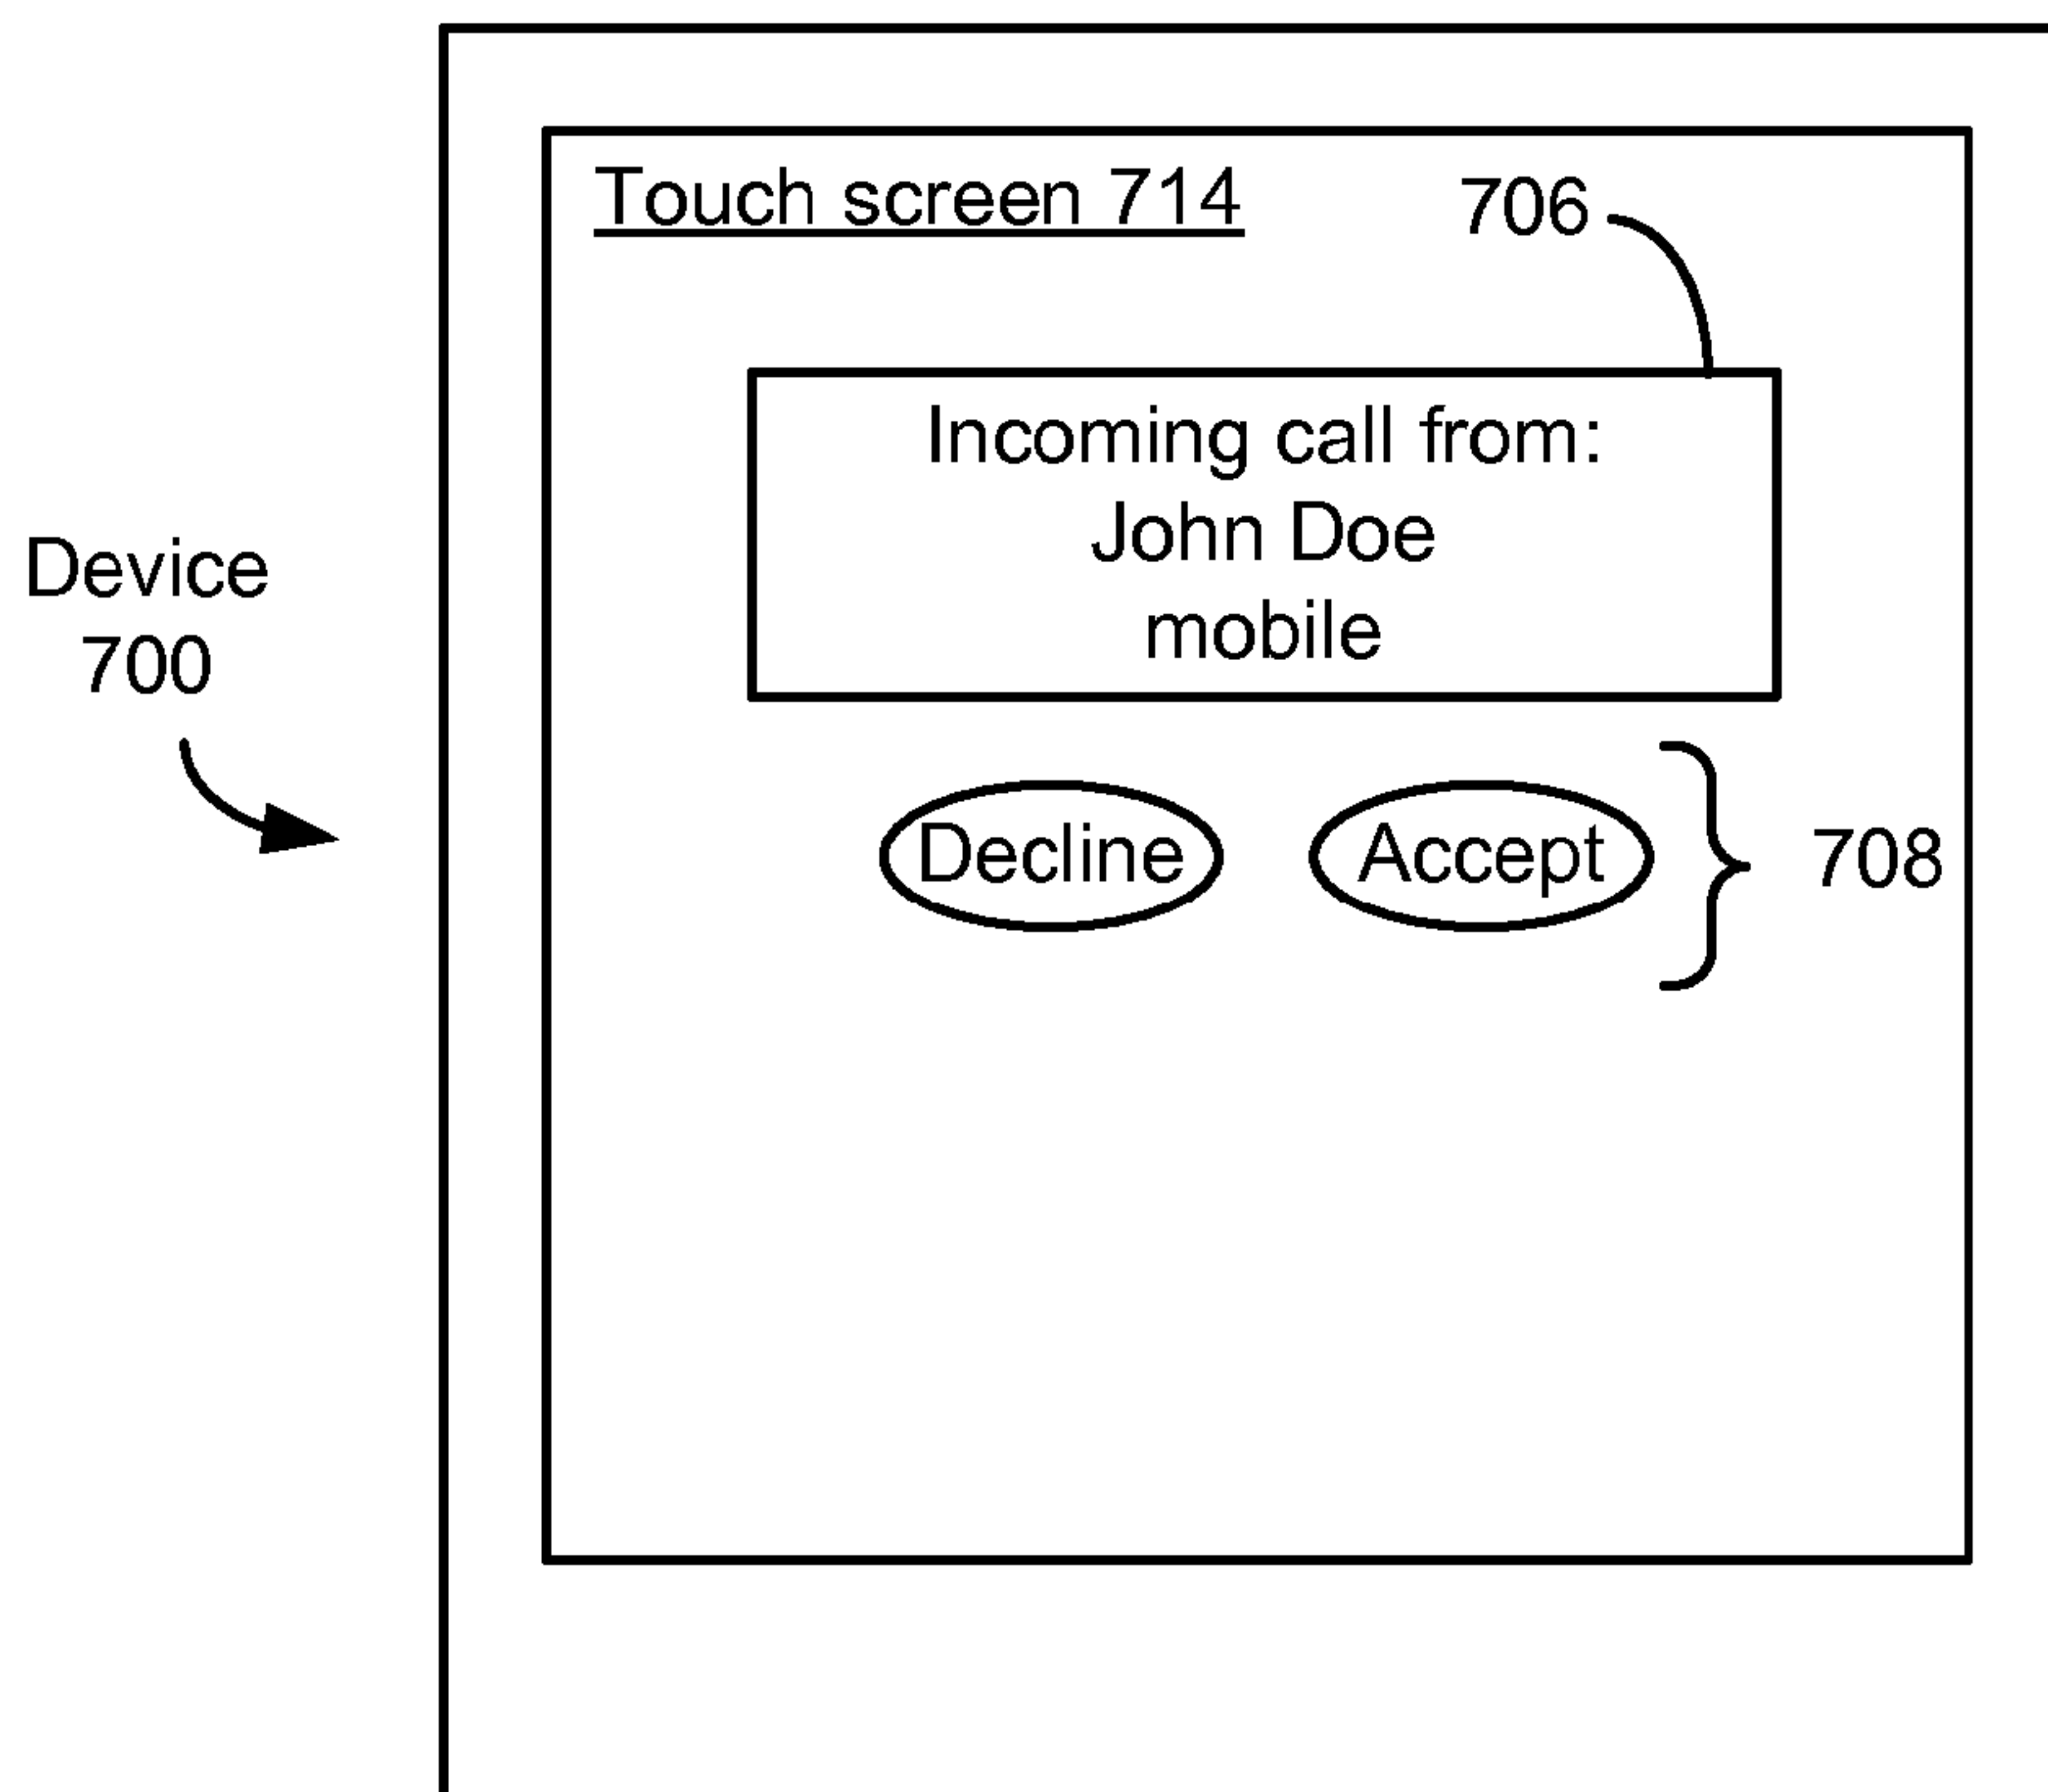 Touch screen 714
706
Incoming call from:
John Doe
mobile
Device
700
Decline
Accept
708